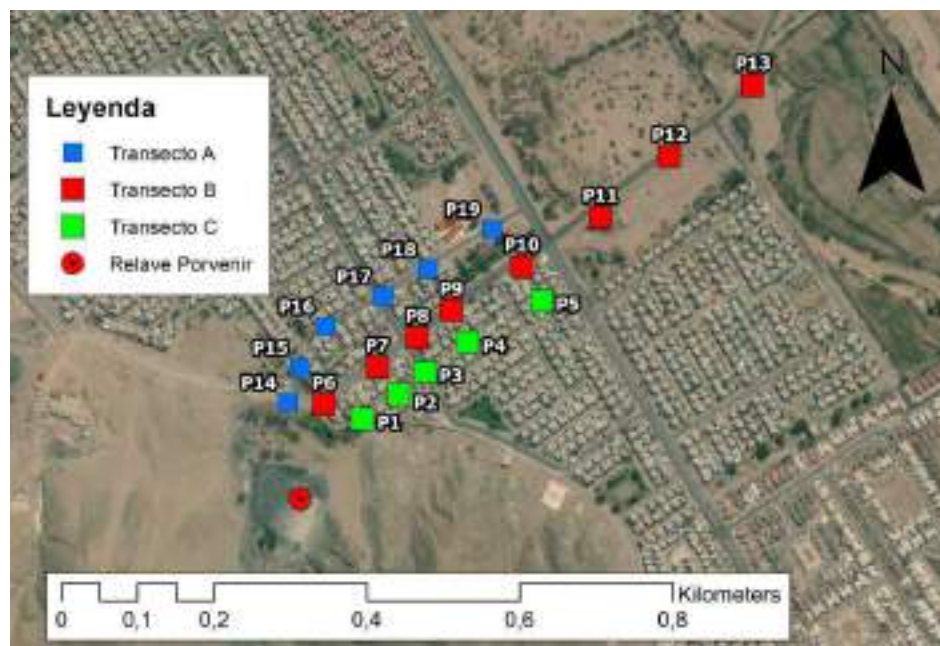 P13
N
Leyenda
P12
Transecto A
Transecto B
P19
P11
Transecto C
P18
P10
Relave Porvenir
P17
P9
P5
P16
P8
P15
P7
P4
P14
P6
P3
P2
P1
Kilometers
0
0,1
0,2
0,4
0,6
0,8